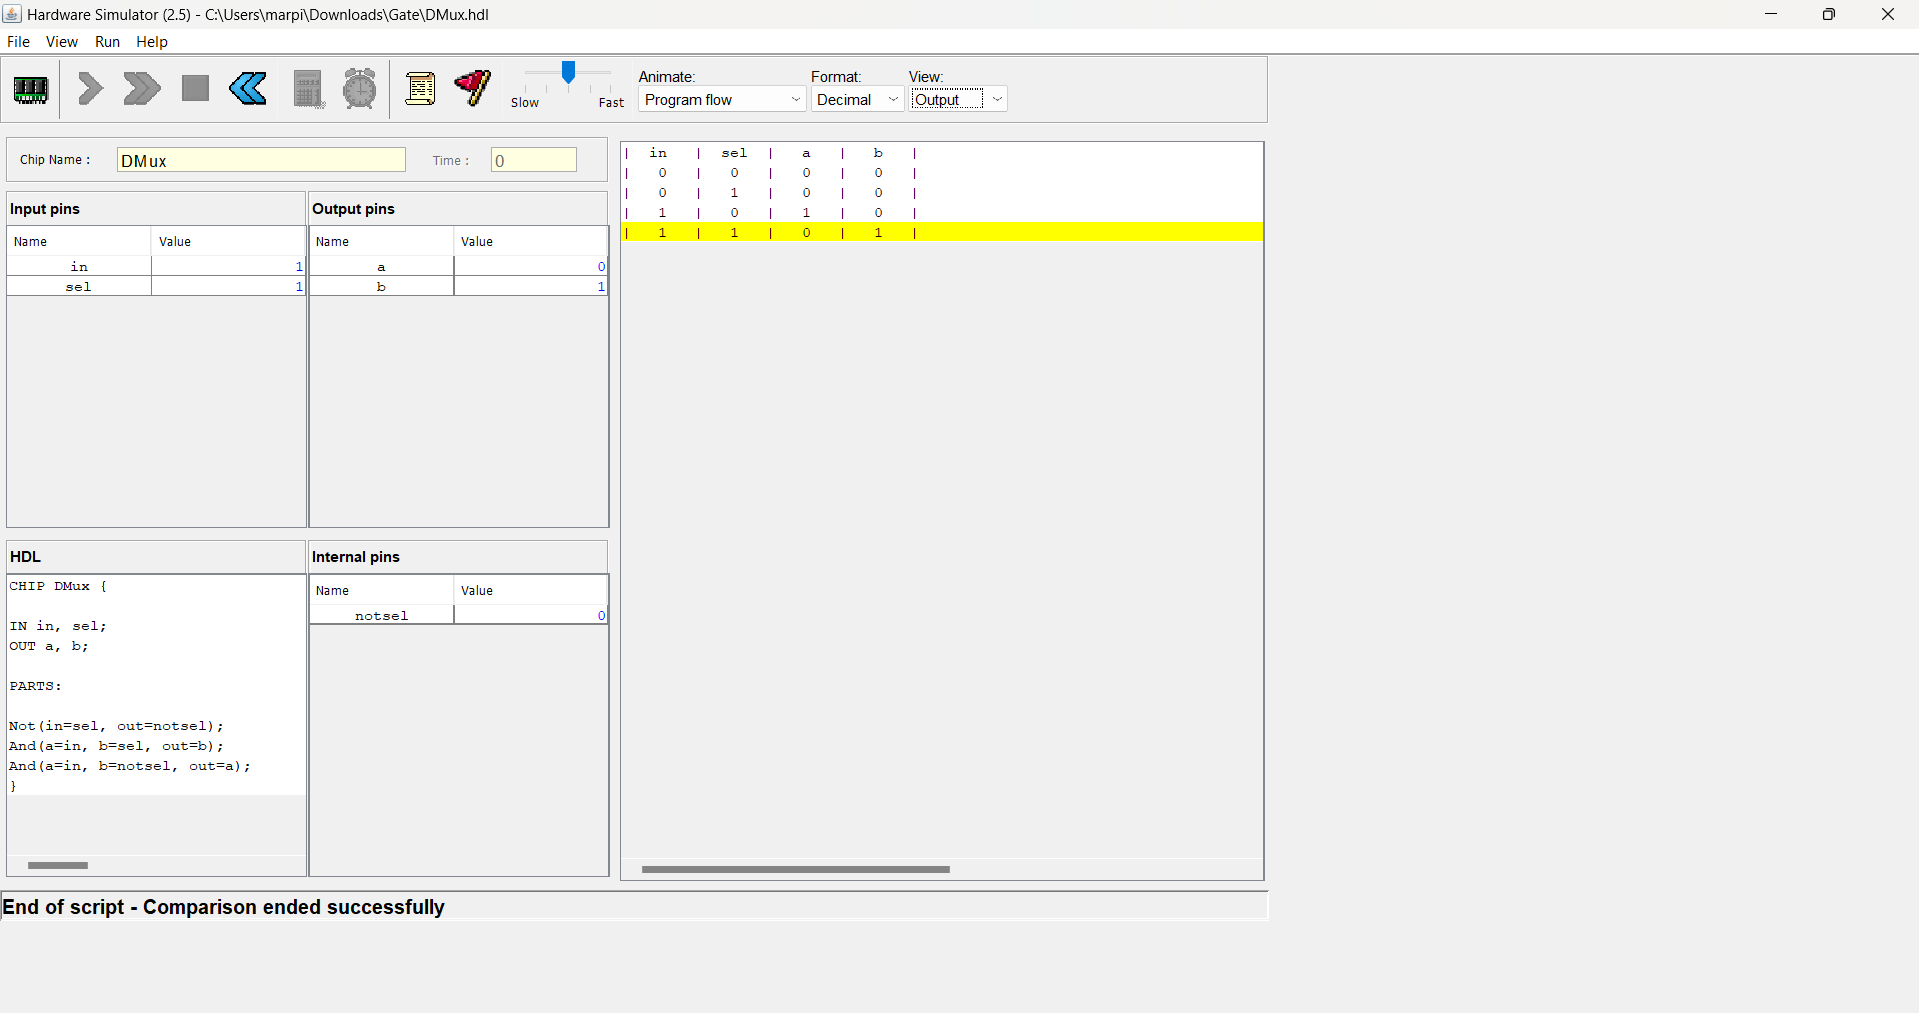 Hardware Simulator (2.5) - C:\Users\marpi\Downloads\Gate\DMux.hdl
File View Run Help
Animate: Format: View:
Slow Fast Program flow Decimal Output
Chip Name : DMux Time : 0
Input pins
Name Value
in 1
sel 1
Output pins
Name Value
a 0
b 1
| in | sel | a | b |
| 0 | 0 | 0 | 0 |
| 0 | 1 | 0 | 0 |
| 1 | 0 | 1 | 0 |
| 1 | 1 | 0 | 1 |
HDL
CHIP DMux {
IN in, sel;
OUT a, b;
PARTS:
Not(in=sel, out=notsel);
And(a=in, b=sel, out=b);
And(a=in, b=notsel, out=a);
}
Internal pins
Name Value
notsel 0
End of script - Comparison ended successfully